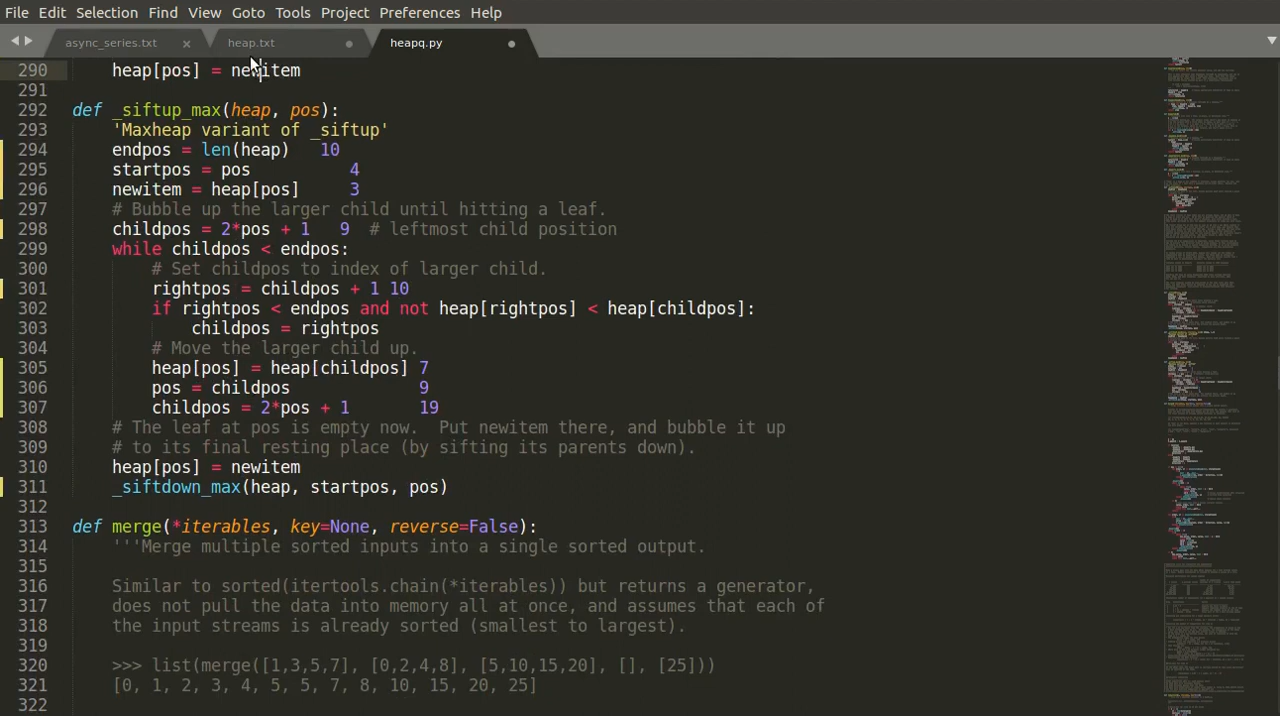 File Edit Selection Find View Goto Tools Project Preferences Help
async_series.txt × heap.txt heapq.py
290 heap[pos] = newitem
291
292 def _siftup_max(heap, pos):
293 'Maxheap variant of _siftup'
294 endpos = len(heap) 10
295 startpos = pos 4
296 newitem = heap[pos] 3
297 # Bubble up the larger child until hitting a leaf.
298 childpos = 2*pos + 1 9 # leftmost child position
299 while childpos < endpos:
300 # Set childpos to index of larger child.
301 rightpos = childpos + 1 10
302 if rightpos < endpos and not heap[rightpos] < heap[childpos]:
303 childpos = rightpos
304 # Move the larger child up.
305 heap[pos] = heap[childpos] 7
306 pos = childpos 9
307 childpos = 2*pos + 1 19
308 # The leaf at pos is empty now.  Put newitem there, and bubble it up
309 # to its final resting place (by sifting its parents down).
310 heap[pos] = newitem
311 _siftdown_max(heap, startpos, pos)
312
313 def merge(*iterables, key=None, reverse=False):
314 '''Merge multiple sorted inputs into a single sorted output.
315
316 Similar to sorted(itertools.chain(*iterables)) but returns a generator,
317 does not pull the data into memory all at once, and assumes that each of
318 the input streams is already sorted (smallest to largest).
319
320 >>> list(merge([1,3,5,7], [0,2,4,8], [5,10,15,20], [], [25]))
321 [0, 1, 2, 3, 4, 5, 5, 7, 8, 10, 15, 20, 25]
322